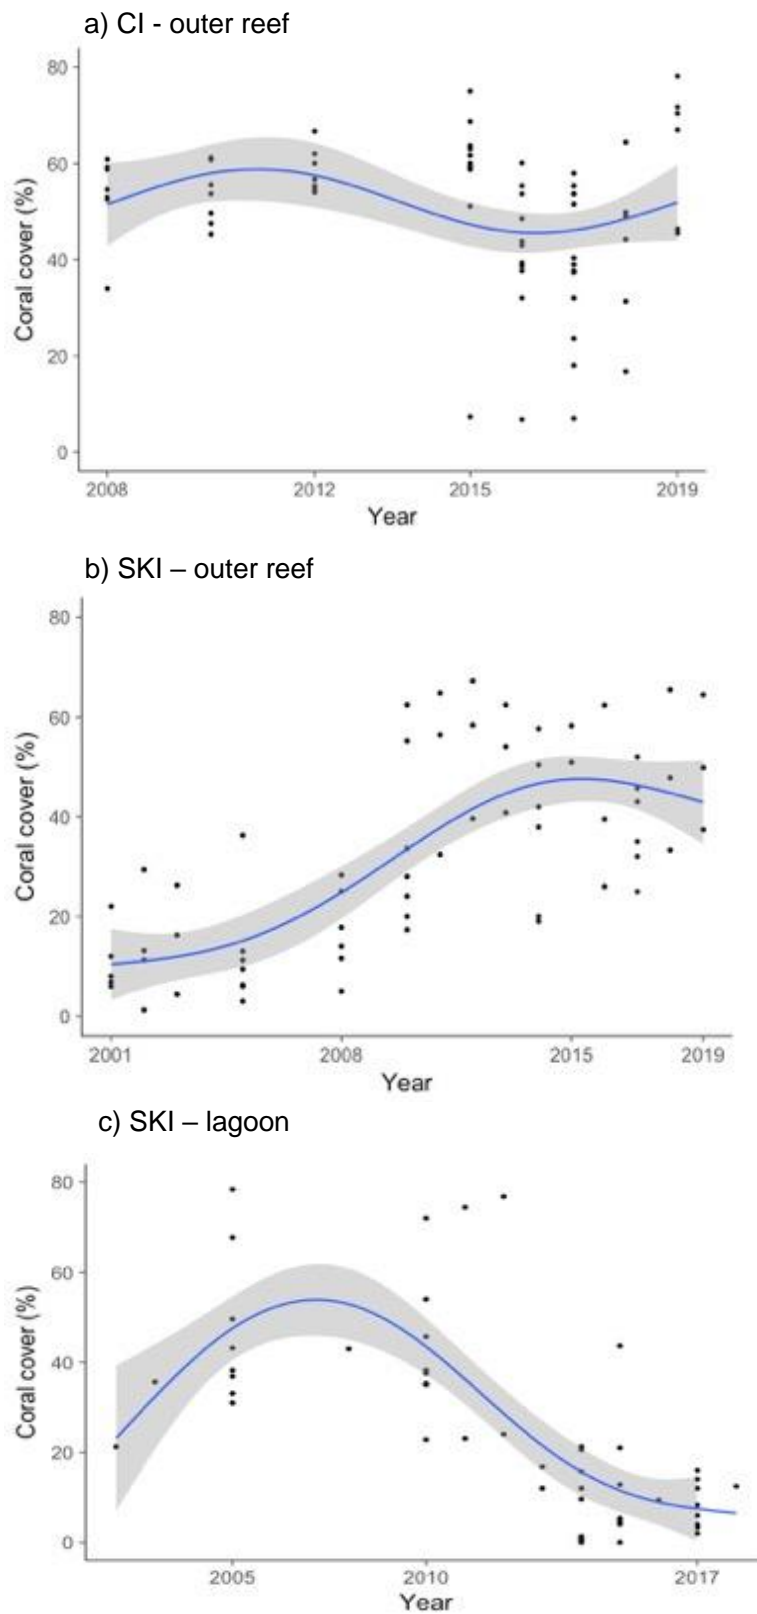 a) CI - outer reef
80
60
40
20
0
Coral cover (%)
2008 2012 2015 2019
Year
b) SKI – outer reef
80
60
40
20
0
Coral cover (%)
2001 2008 2015 2019
Year
c) SKI – lagoon
80
60
40
20
0
Coral cover (%)
2005 2010 2017
Year